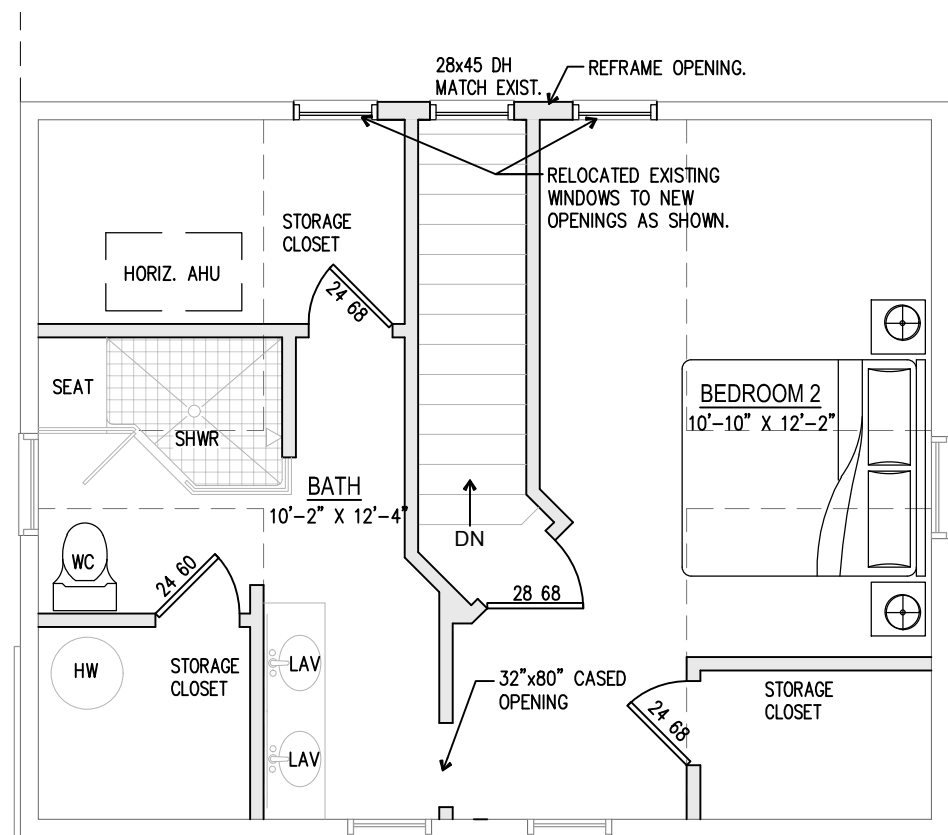 28x45 DH
MATCH EXIST.
REFRAME OPENING.
RELOCATED EXISTING
WINDOWS TO NEW
OPENINGS AS SHOWN.
STORAGE
CLOSET
HORIZ. AHU
24 68
SEAT
SHWR
BEDROOM 2
10'-10" X 12'-2"
BATH
10'-2" X 12'-4"
DN
WC
24 60
28 68
HW
STORAGE
CLOSET
LAV
LAV
32"x80" CASED
OPENING
24 68
STORAGE
CLOSET